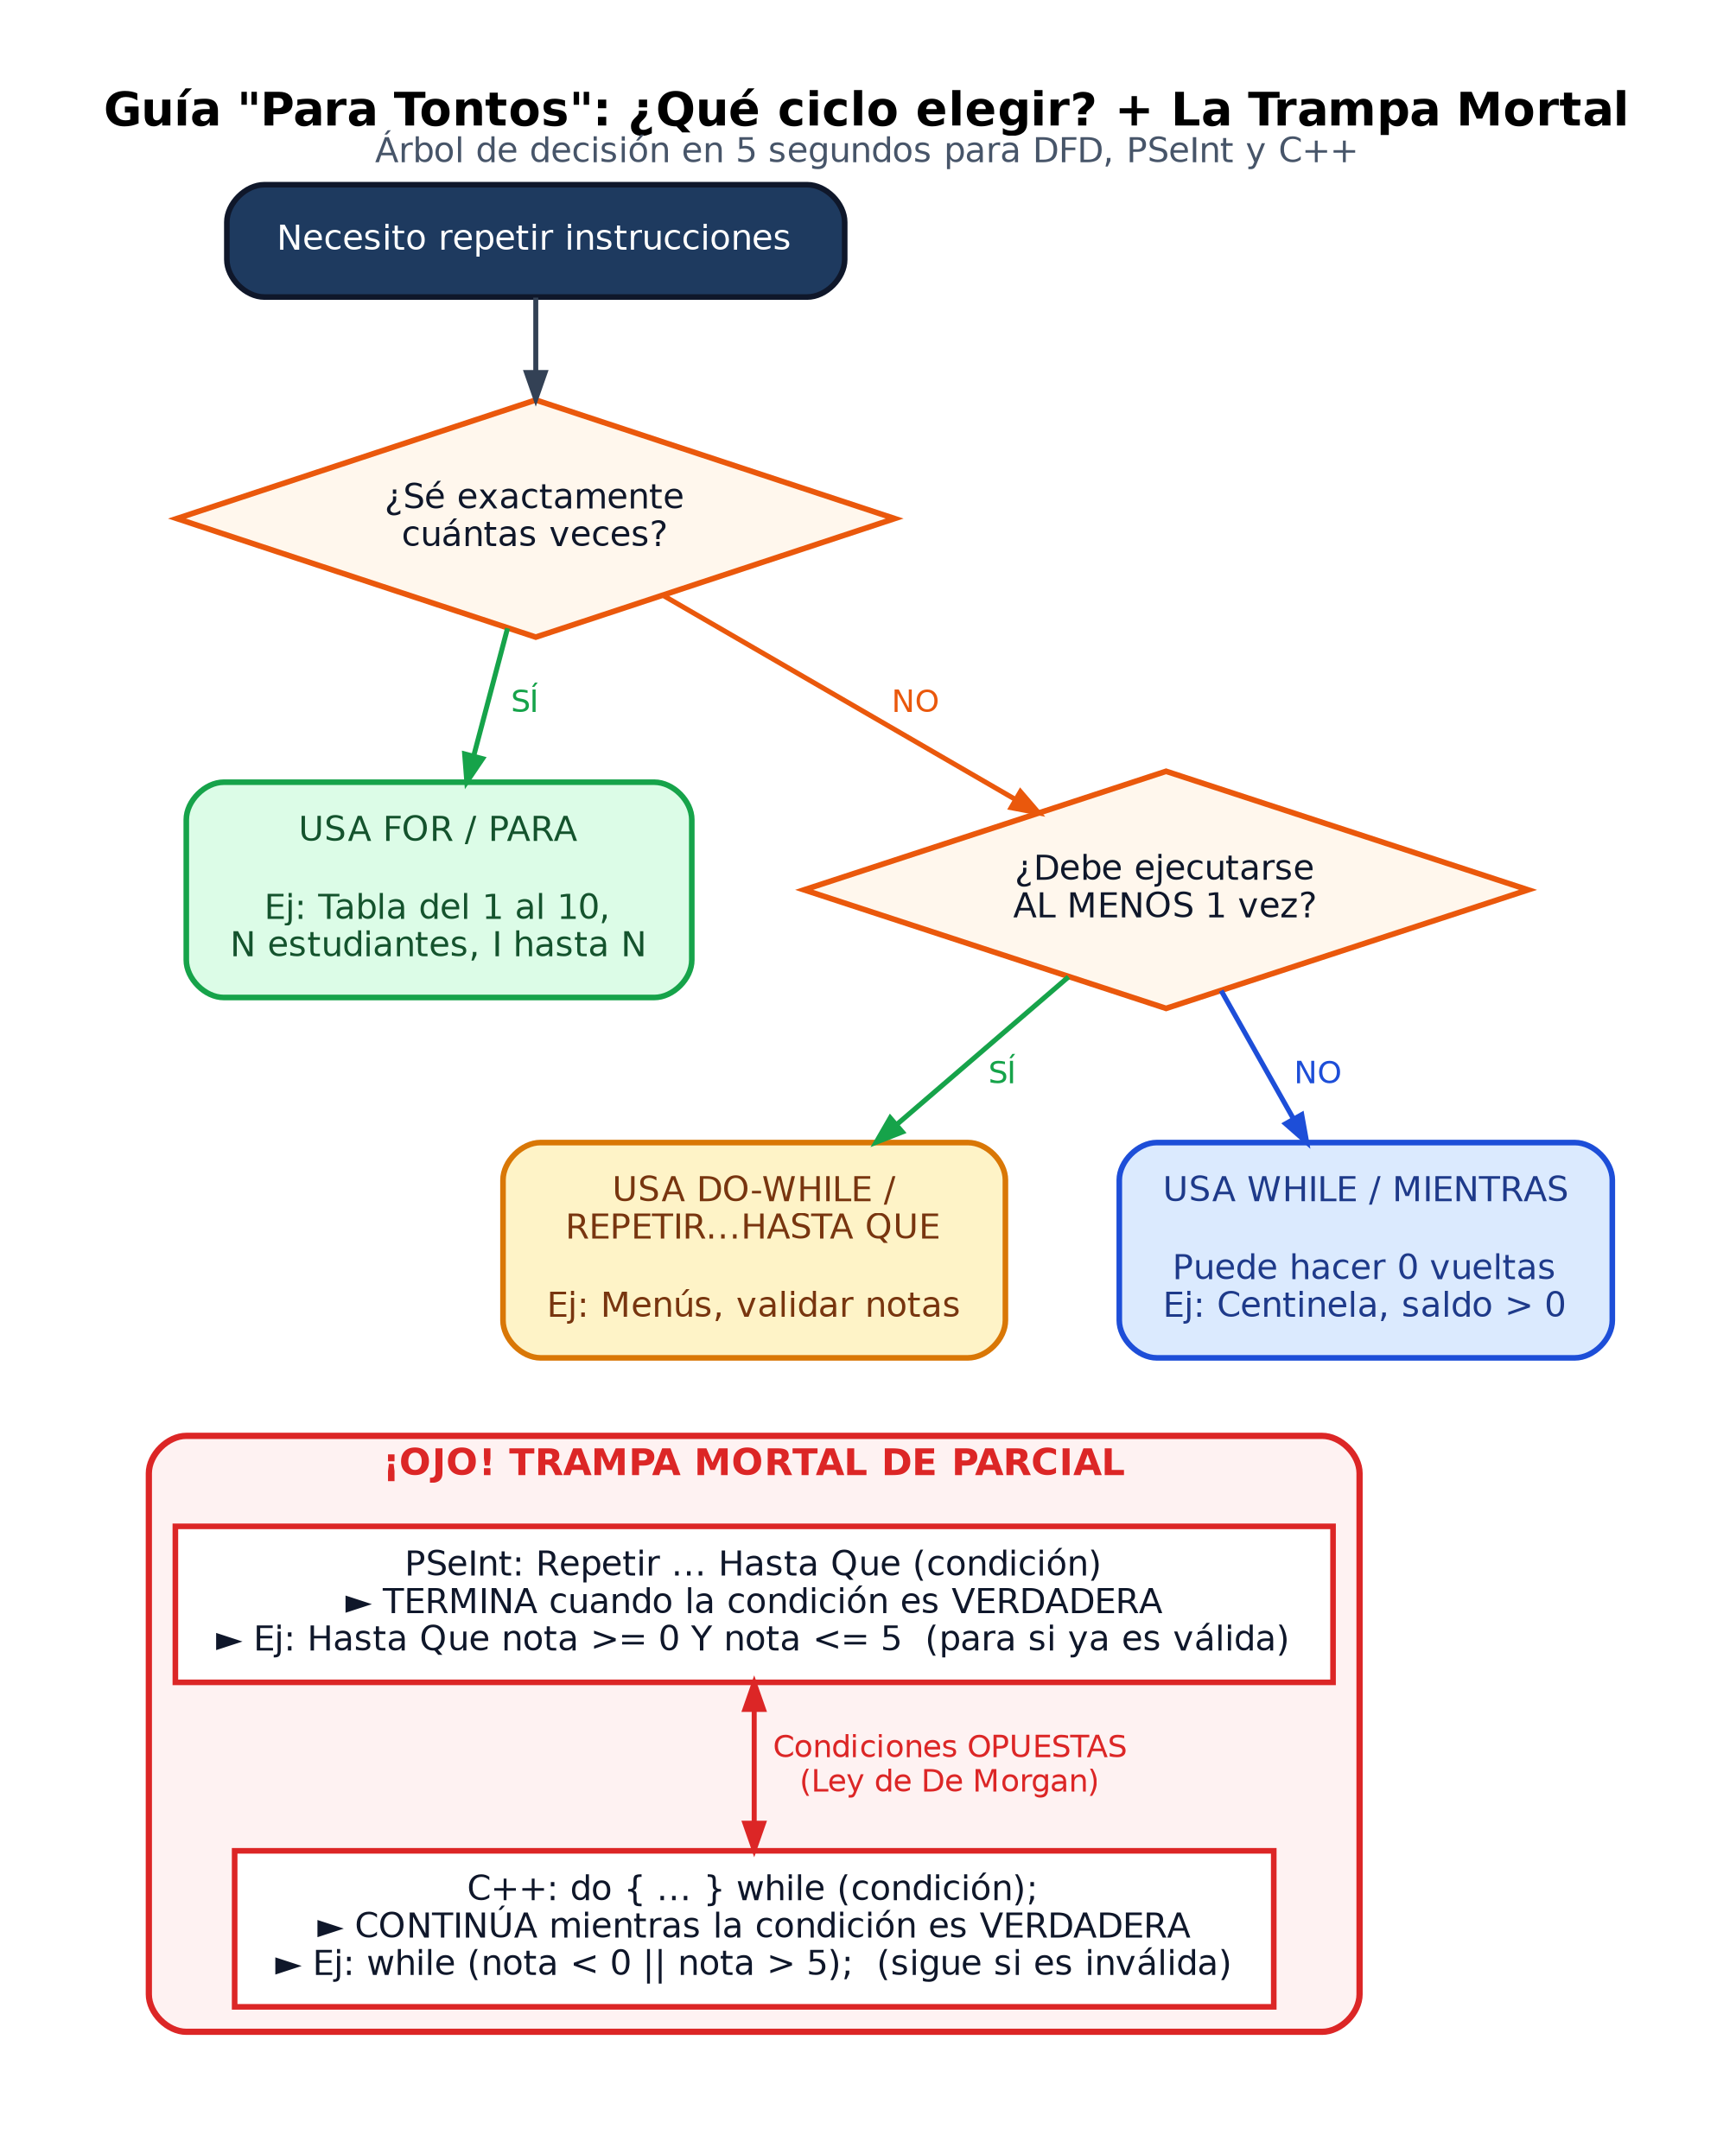 Guía "Para Tontos": ¿Qué ciclo elegir? + La Trampa Mortal
Árbol de decisión en 5 segundos para DFD, PSeInt y C++
Necesito repetir instrucciones
¿Sé exactamente
cuántas veces?
SÍ
NO
USA FOR / PARA
Ej: Tabla del 1 al 10,
N estudiantes, I hasta N
¿Debe ejecutarse
AL MENOS 1 vez?
SÍ
NO
USA DO-WHILE /
REPETIR...HASTA QUE
Ej: Menús, validar notas
USA WHILE / MIENTRAS
Puede hacer 0 vueltas
Ej: Centinela, saldo > 0
¡OJO! TRAMPA MORTAL DE PARCIAL
PSeInt: Repetir ... Hasta Que (condición)
► TERMINA cuando la condición es VERDADERA
► Ej: Hasta Que nota >= 0 Y nota <= 5  (para si ya es válida)
Condiciones OPUESTAS
(Ley de De Morgan)
C++: do { ... } while (condición);
► CONTINÚA mientras la condición es VERDADERA
► Ej: while (nota < 0 || nota > 5);  (sigue si es inválida)